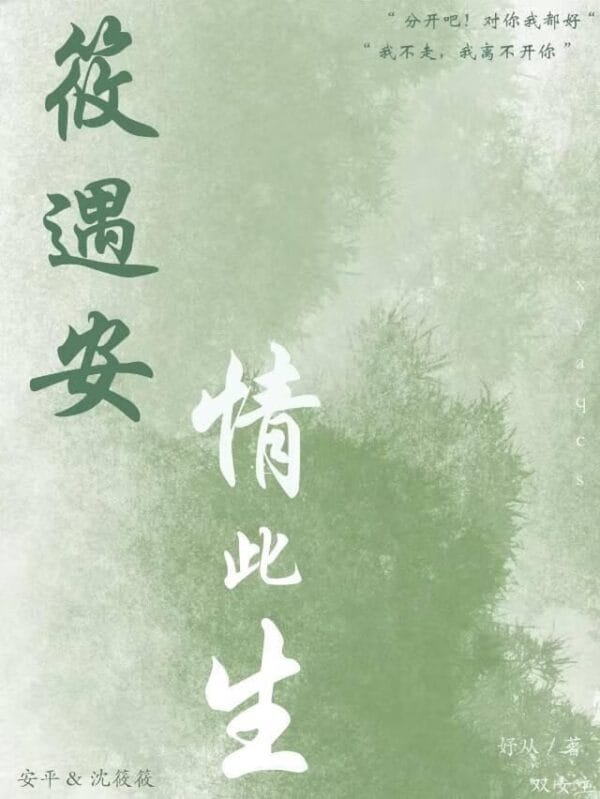 “ 分开吧！对你我都好“
“ 我不走，我离不开你 ”
筱遇安
情此生
xyaqcs
妤从 / 著
双女主
安平 & 沈筱筱